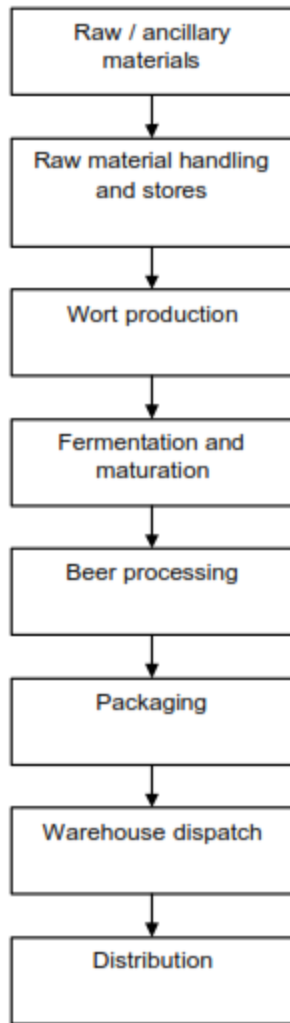 Raw / ancillary
materials
Raw material handling
and stores
Wort production
Fermentation and
maturation
Beer processing
Packaging
Warehouse dispatch
Distribution